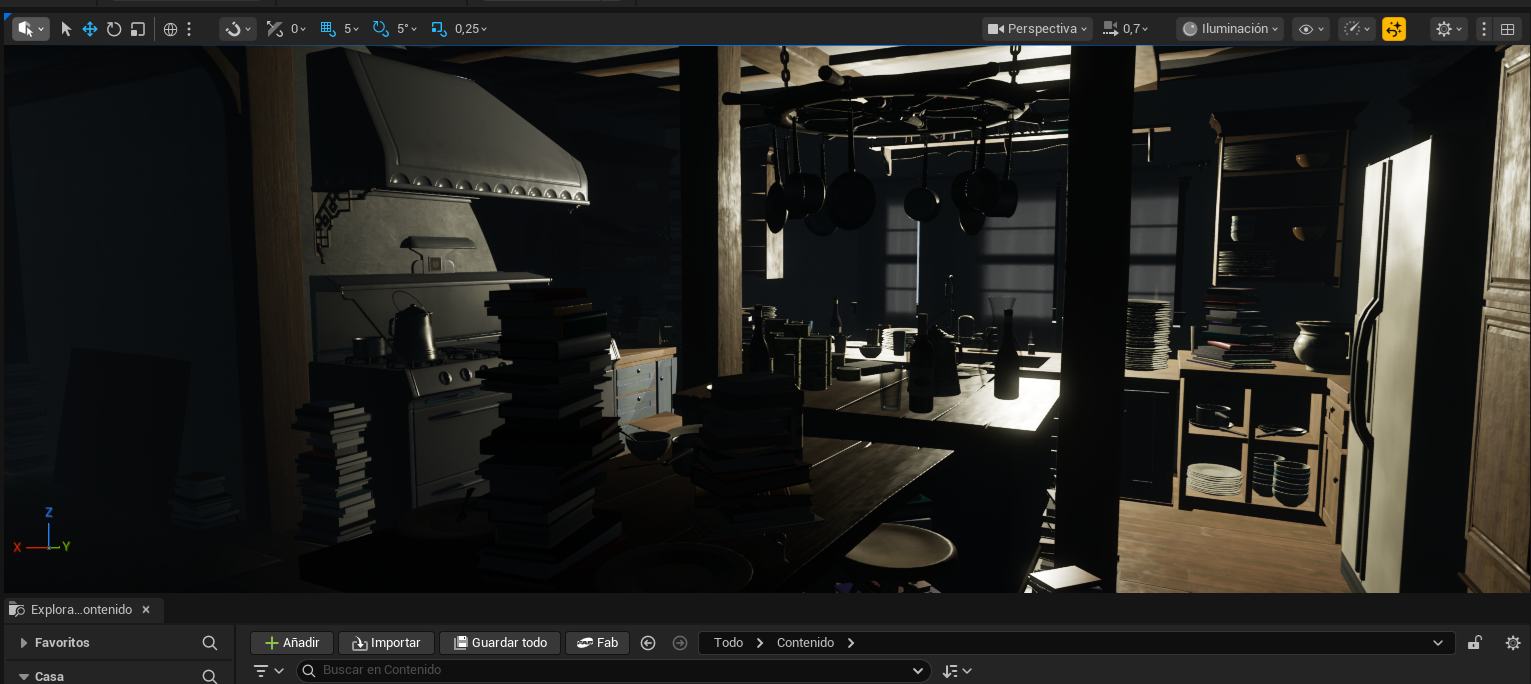 0 5 5° 0,25 Perspectiva 0,7 Iluminación
Z
X Y
Explora...ontenido
Favoritos
Añadir Importar Guardar todo Fab Todo Contenido
Casa
Buscar en Contenido